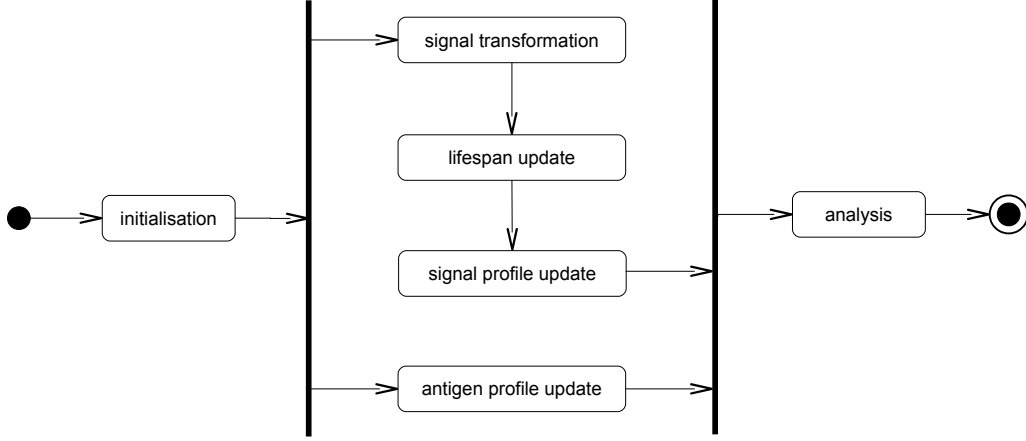 signal transformation
lifespan update
initialisation
analysis
signal profile update
antigen profile update